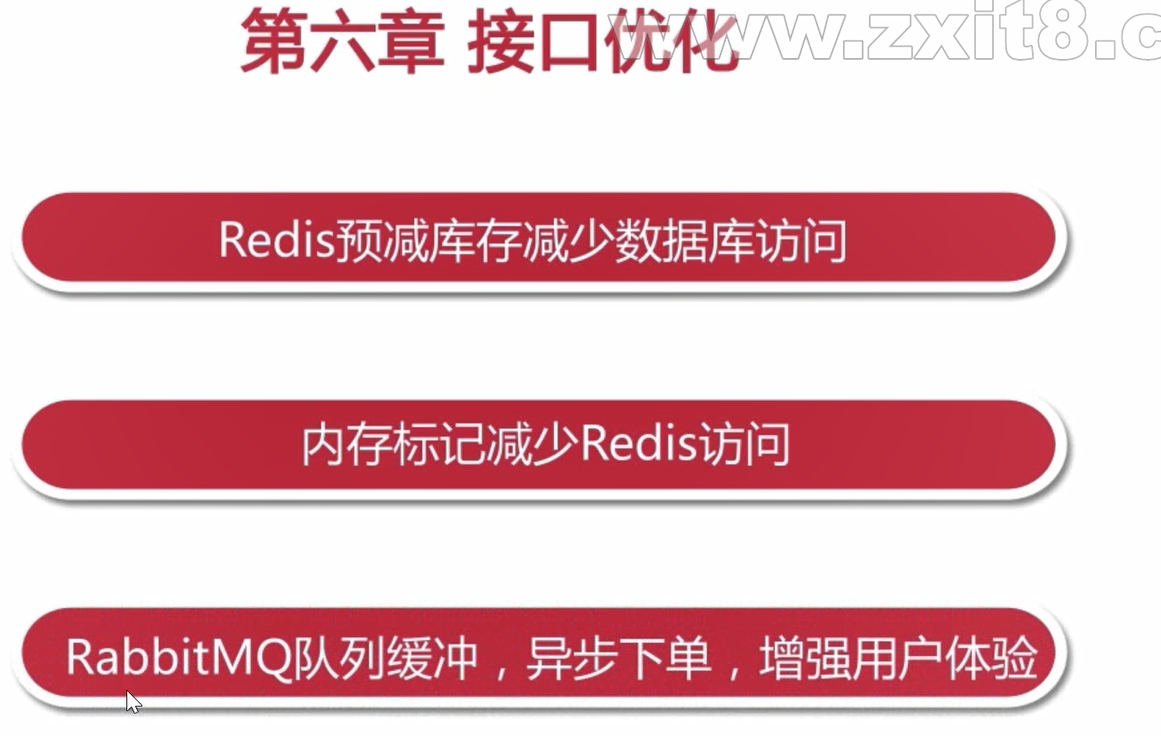 第六章 接口优化
www.zxit8.c
Redis预减库存减少数据库访问
内存标记减少Redis访问
RabbitMQ队列缓冲，异步下单，增强用户体验